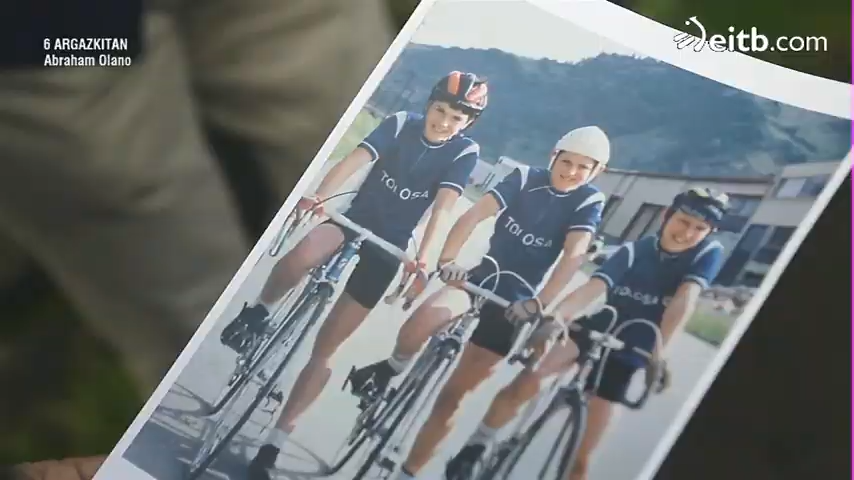 6 ARGAZKITAN
Abraham Olano
eitb.com
TOLOSA
TOLOSA
TOLOSA